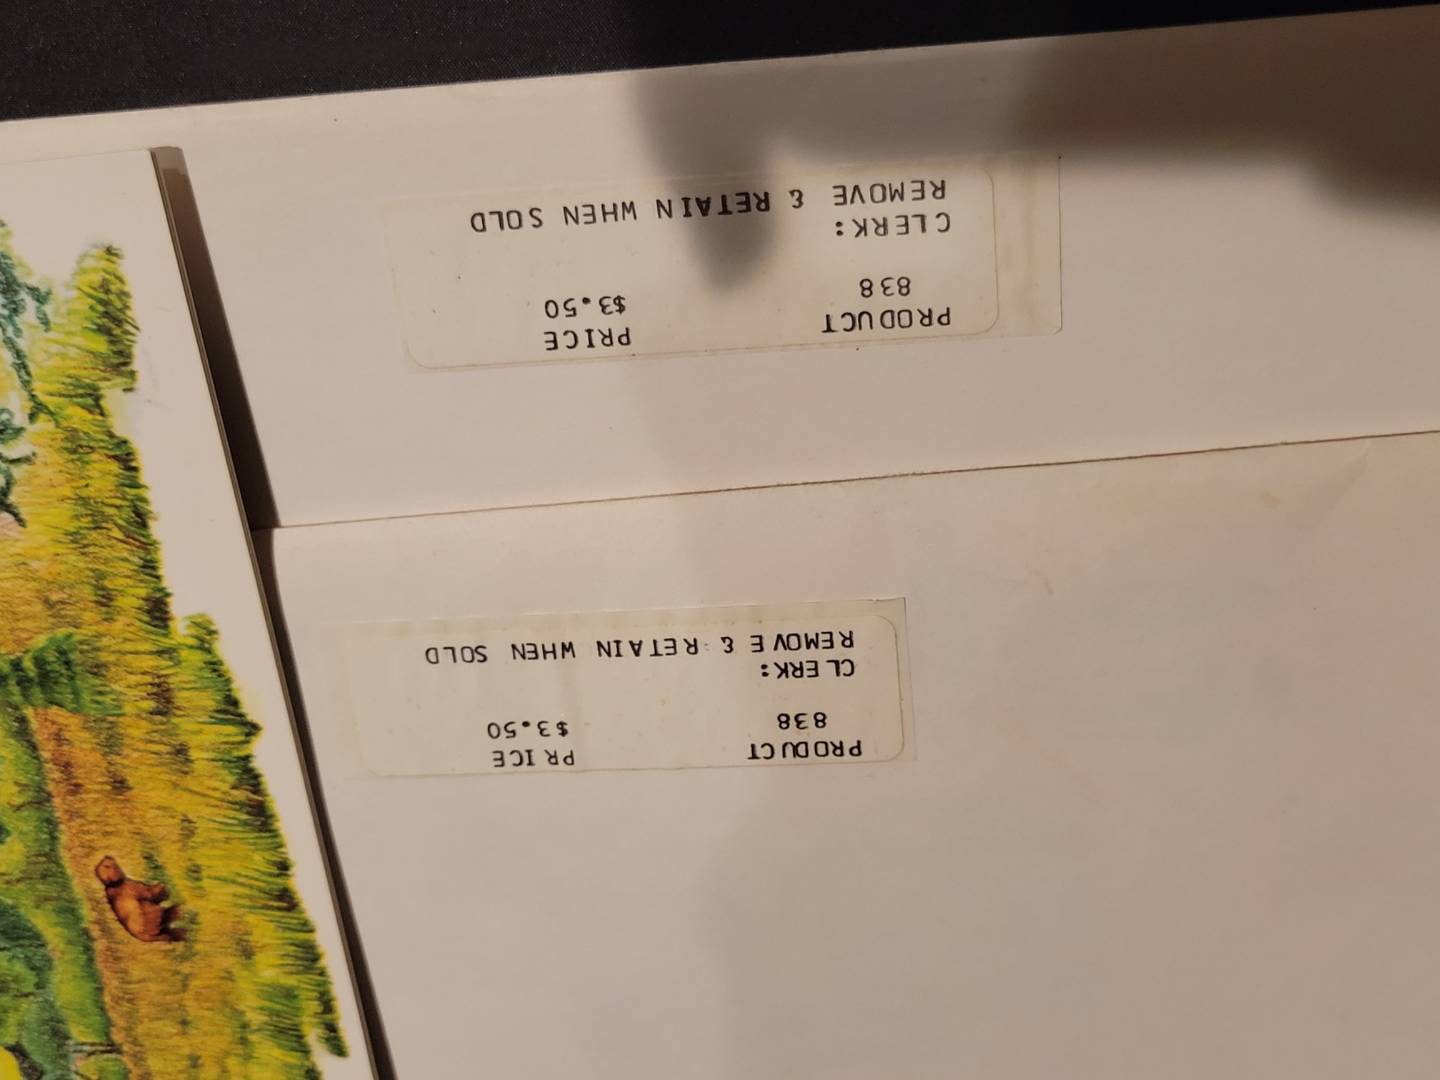 PRODUCT PRICE
838 $3.50
CLERK:
REMOVE & RETAIN WHEN SOLD
PRODUCT PRICE
838 $3.50
CLERK:
REMOVE & RETAIN WHEN SOLD